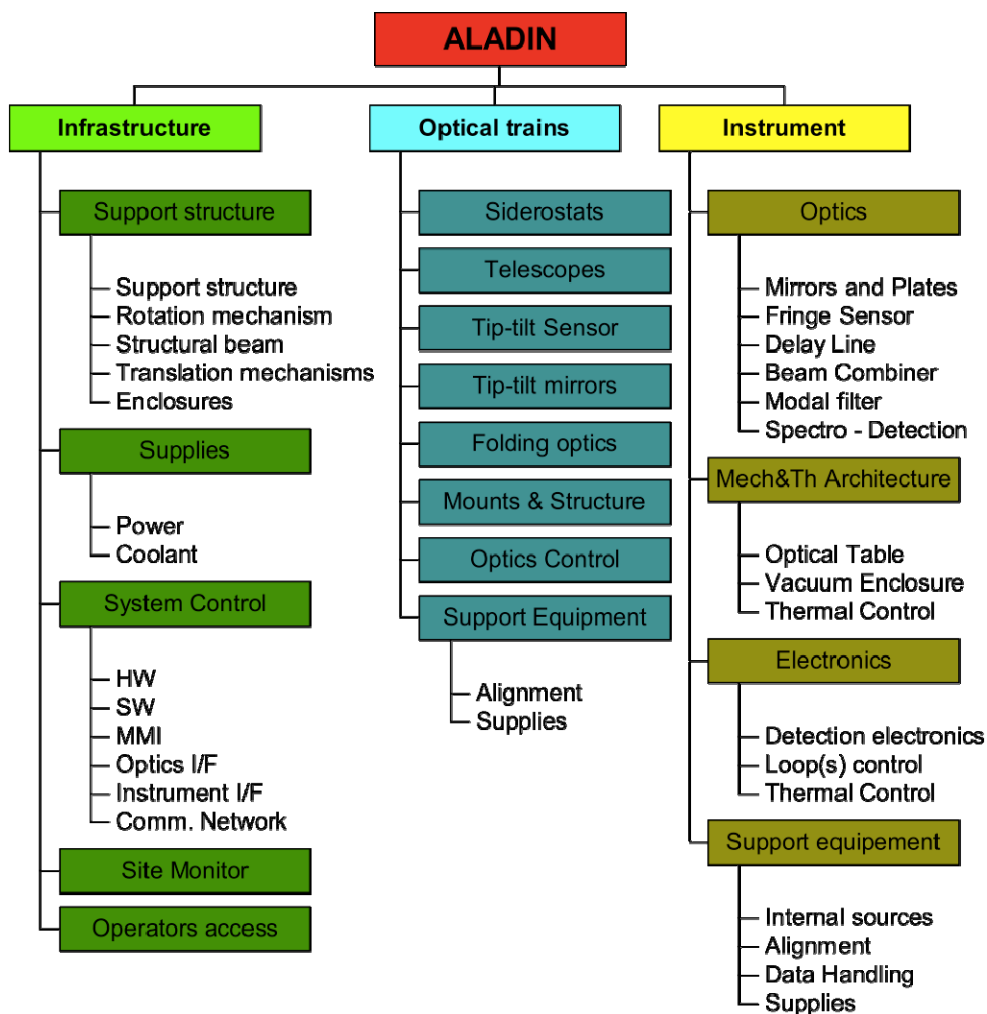 ALADIN
Infrastructure
Support structure
Support structure
Rotation mechanism
Structural beam
Translation mechanisms
Enclosures
Supplies
Power
Coolant
System Control
HW
SW
MMI
Optics I/F
Instrument I/F
Comm. Network
Site Monitor
Operators access
Optical trains
Siderostats
Telescopes
Tip-tilt Sensor
Tip-tilt mirrors
Folding optics
Mounts & Structure
Optics Control
Support Equipment
Alignment
Supplies
Instrument
Optics
Mirrors and Plates
Fringe Sensor
Delay Line
Beam Combiner
Modal filter
Spectro - Detection
Mech&Th Architecture
Optical Table
Vacuum Enclosure
Thermal Control
Electronics
Detection electronics
Loop(s) control
Thermal Control
Support equipement
Internal sources
Alignment
Data Handling
Supplies